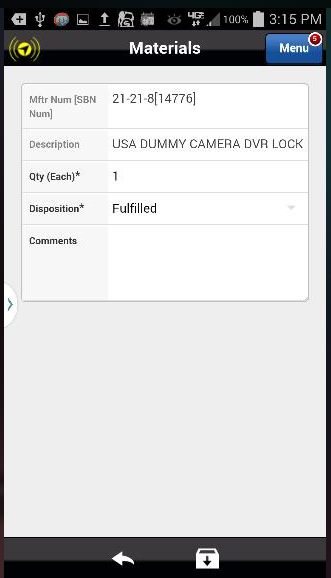 4G 100% 3:15 PM
Materials
Menu
5
Mftr Num [SBN
Num]
21-21-8[14776]
Description
USA DUMMY CAMERA DVR LOCK
Qty (Each)*
1
Disposition*
Fulfilled
Comments